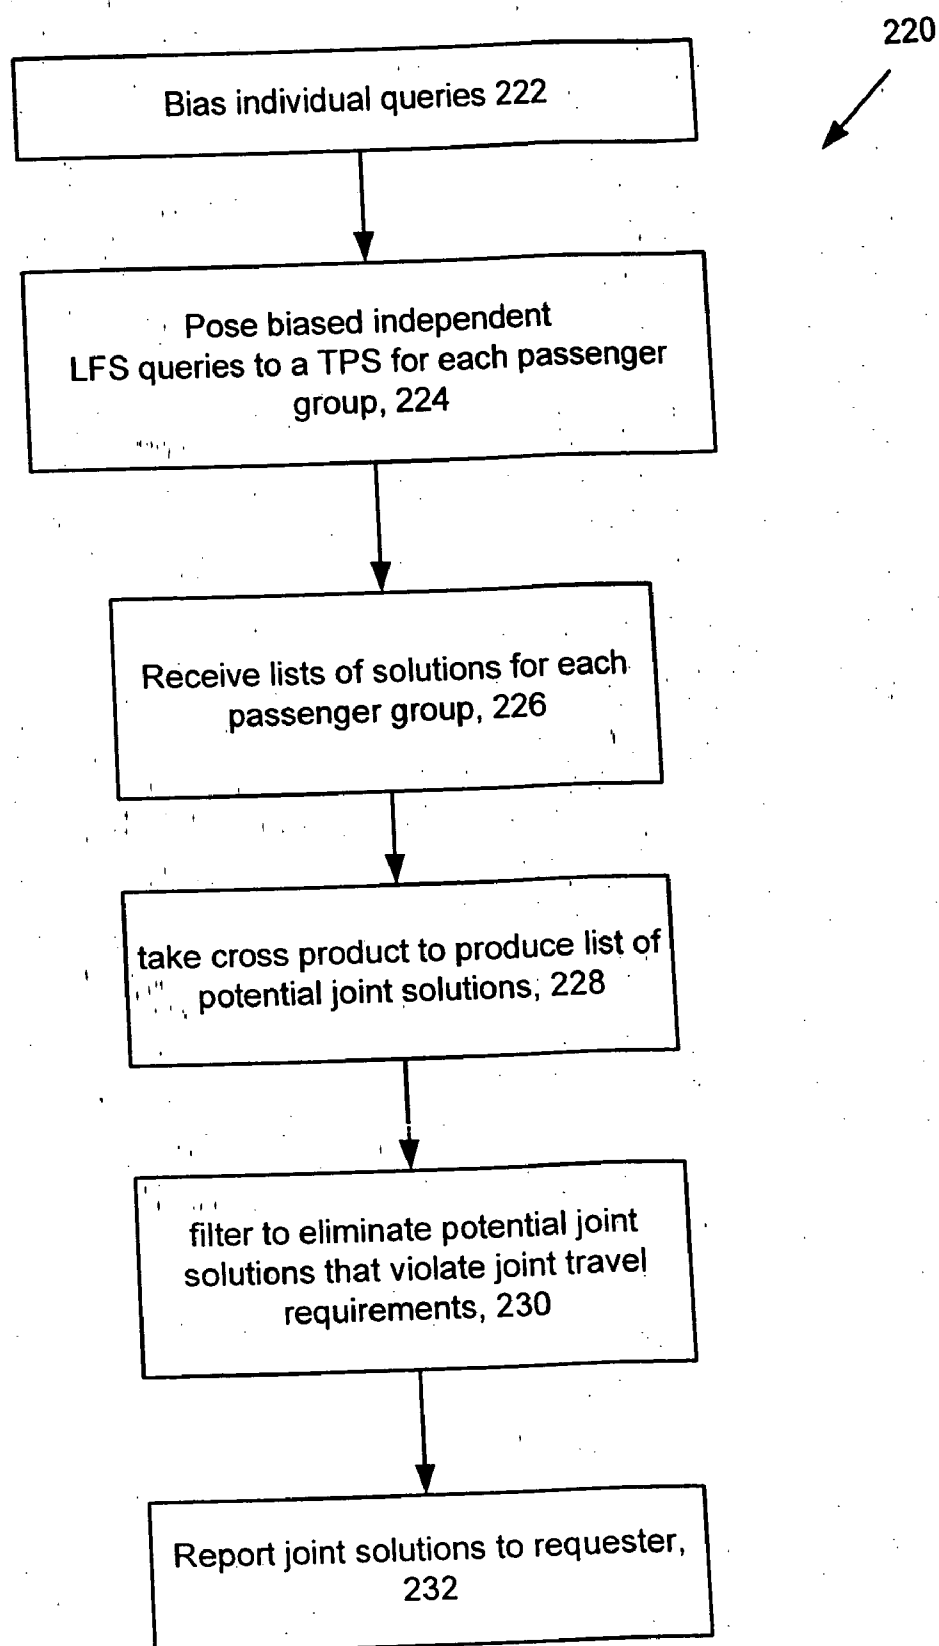 220
Bias individual queries 222
Pose biased independent
LFS queries to a TPS for each passenger
group, 224
Receive lists of solutions for each
passenger group, 226
take cross product to produce list of
potential joint solutions, 228
filter to eliminate potential joint
solutions that violate joint travel
requirements, 230
Report joint solutions to requester,
232